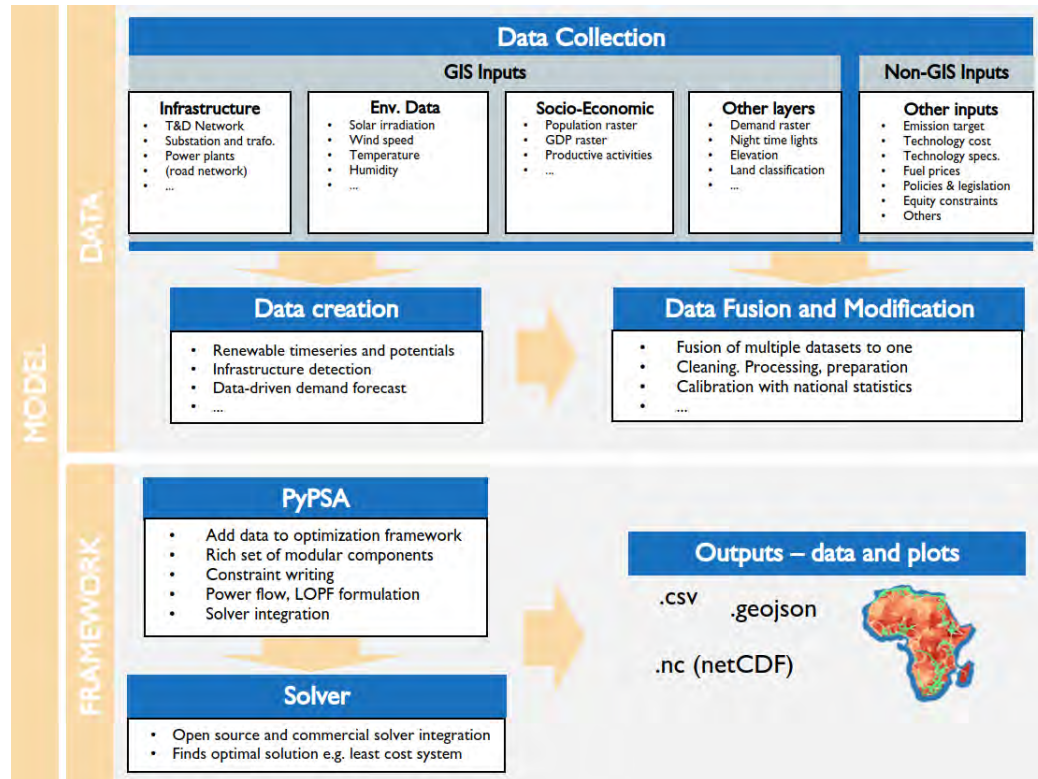 Data Collection
GIS Inputs
Non-GIS Inputs
Infrastructure
• T&D Network
• Substation and trafo.
• Power plants
• (road network)
• ...
Env. Data
• Solar irradiation
• Wind speed
• Temperature
• Humidity
• ...
Socio-Economic
• Population raster
• GDP raster
• Productive activities
• ...
Other layers
• Demand raster
• Night time lights
• Elevation
• Land classification
• ...
Other inputs
• Emission target
• Technology cost
• Technology specs.
• Fuel prices
• Policies & legislation
• Equity constraints
• Others
MODEL
DATA
Data creation
• Renewable timeseries and potentials
• Infrastructure detection
• Data-driven demand forecast
• ...
Data Fusion and Modification
• Fusion of multiple datasets to one
• Cleaning. Processing, preparation
• Calibration with national statistics
• ...
FRAMEWORK
PyPSA
• Add data to optimization framework
• Rich set of modular components
• Constraint writing
• Power flow, LOPF formulation
• Solver integration
Solver
• Open source and commercial solver integration
• Finds optimal solution e.g. least cost system
Outputs – data and plots
.csv
.geojson
.nc (netCDF)